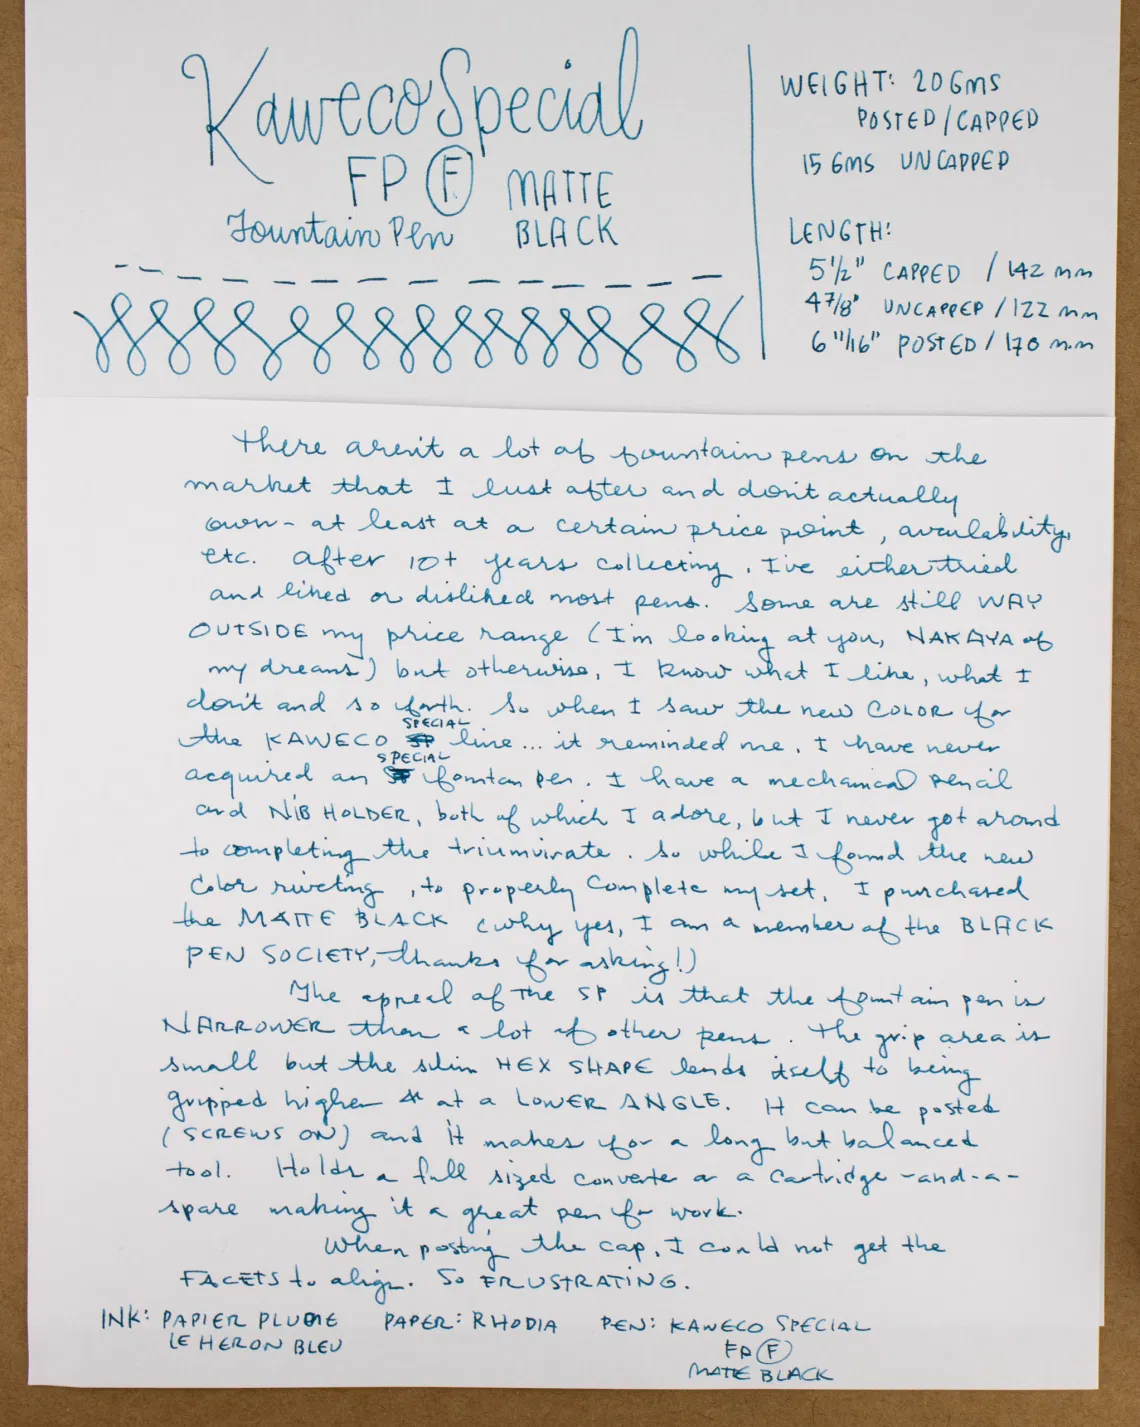 Kaweco Special
FP F MATTE
Fountain Pen BLACK
WEIGHT: 20 GMS
POSTED/CAPPED
15 GMS UNCAPPED
LENGTH:
5 1/2" CAPPED / 142 mm
4 7/8" UNCAPPED / 122 mm
6 11/16" POSTED / 170 mm
There aren't a lot of fountain pens on the
market that I lust after and don't actually
own - at least at a certain price point, availability,
etc. After 10+ years collecting, I've either tried
and liked or disliked most pens. Some are still WAY
OUTSIDE my price range (I'm looking at you, NAKAYA of
my dreams) but otherwise, I know what I like, what I
don't and so forth. So when I saw the new COLOR for
the KAWECO SPECIAL line... it reminded me, I have never
acquired an SPECIAL fountan pen. I have a mechanical pencil
and NIB HOLDER, both of which I adore, but I never got around
to completing the triumvirate. So while I found the new
color riveting, to properly complete my set, I purchased
the MATTE BLACK (why yes, I am a member of the BLACK
PEN SOCIETY, thanks for asking!)
The appeal of the SP is that the fountain pen is
NARROWER than a lot of other pens. The grip area is
small but the slim HEX SHAPE lends itself to being
gripped higher at a LOWER ANGLE. It can be posted
(SCREWS ON) and it makes for a long but balanced
tool. Holds a full sized converter or a cartridge-and-a-
spare making it a great pen for work.
When posting the cap, I could not get the
FACETS to align. So FRUSTRATING.
INK: PAPIER PLUME PAPER: RHODIA PEN: KAWECO SPECIAL
LE HERON BLEU FP F
MATTE BLACK